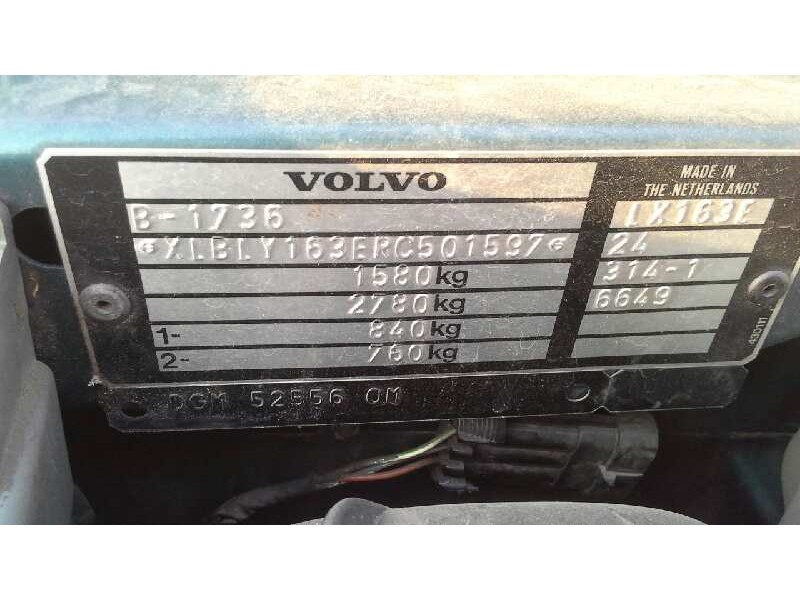 VOLVO
MADE IN
THE NETHERLANDS
B-1736 LX163E
XLBLY163ERC501597 24
1580kg 314-1
2780kg 6649
1- 840kg
2- 760kg
DGM 52556 OM